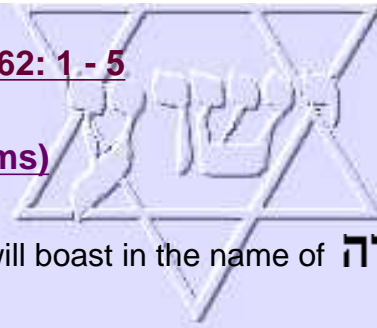 62: 1 - 5
ישוע
ms)
will boast in the name of